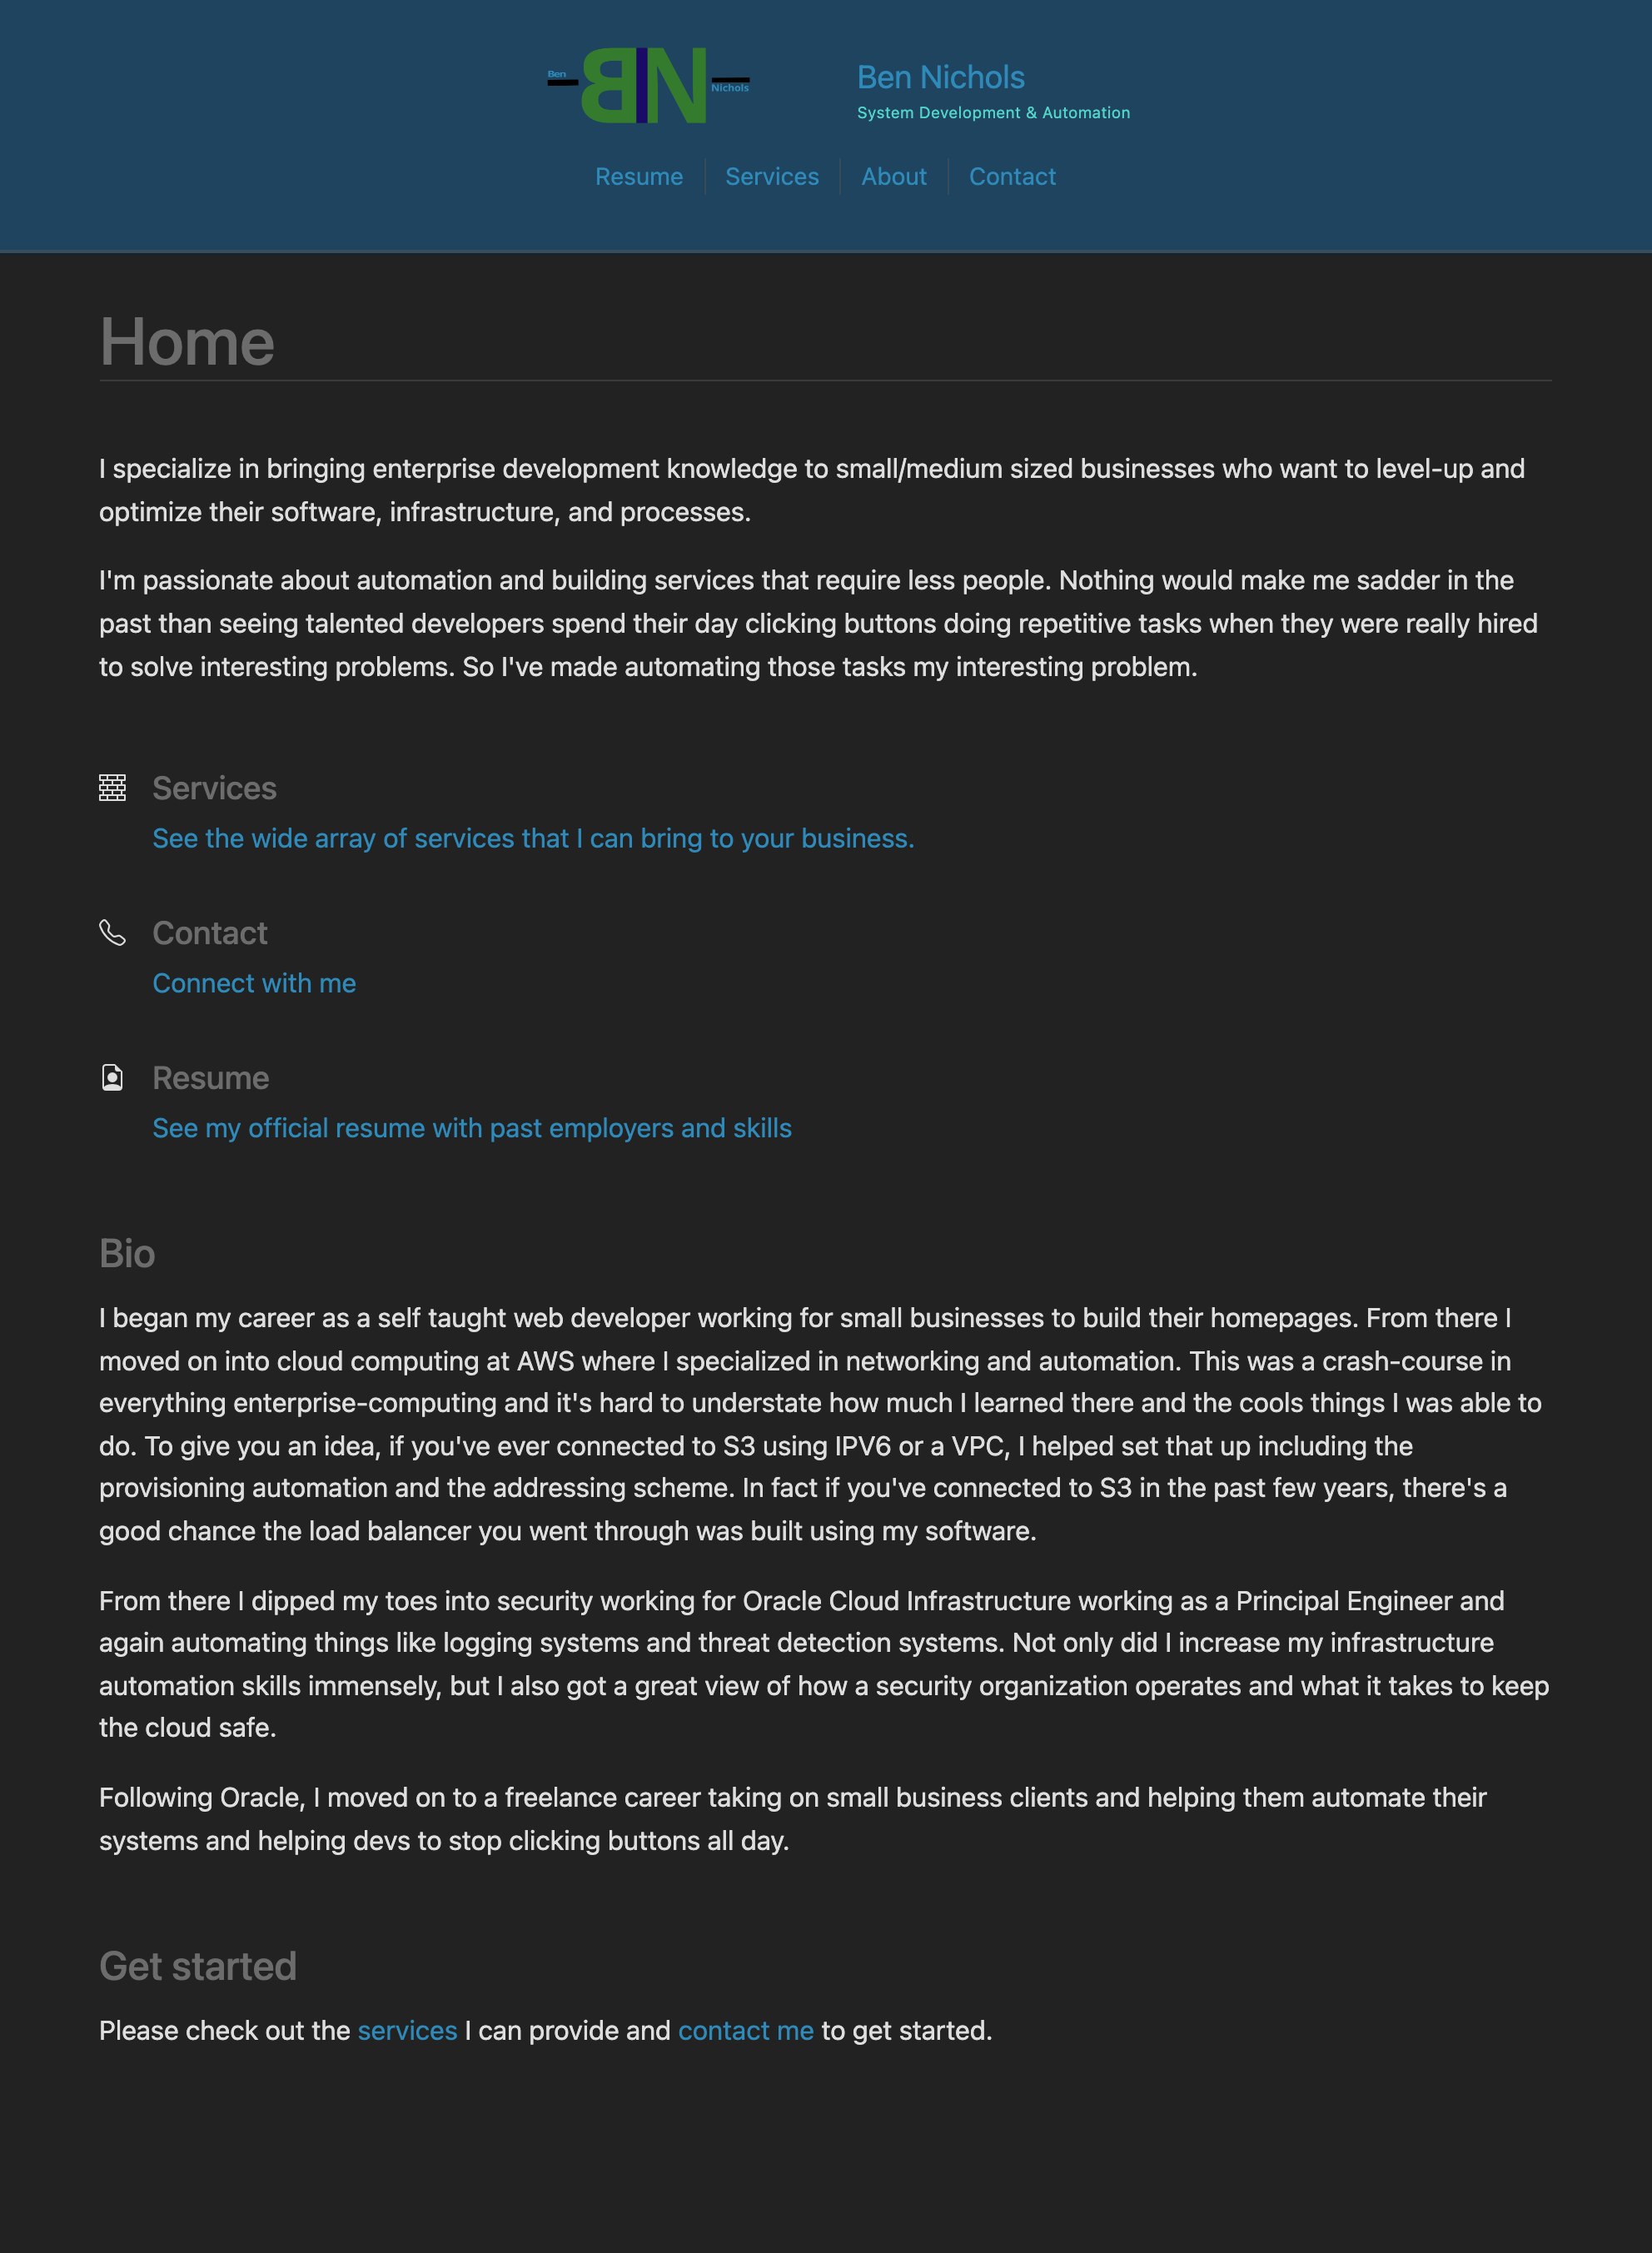 Ben
BN
Nichols
Ben Nichols
System Development & Automation
Resume
Services
About
Contact
Home
I specialize in bringing enterprise development knowledge to small/medium sized businesses who want to level-up and
optimize their software, infrastructure, and processes.
I'm passionate about automation and building services that require less people. Nothing would make me sadder in the
past than seeing talented developers spend their day clicking buttons doing repetitive tasks when they were really hired
to solve interesting problems. So I've made automating those tasks my interesting problem.
Services
See the wide array of services that I can bring to your business.
Contact
Connect with me
Resume
See my official resume with past employers and skills
Bio
I began my career as a self taught web developer working for small businesses to build their homepages. From there I
moved on into cloud computing at AWS where I specialized in networking and automation. This was a crash-course in
everything enterprise-computing and it's hard to understate how much I learned there and the cools things I was able to
do. To give you an idea, if you've ever connected to S3 using IPV6 or a VPC, I helped set that up including the
provisioning automation and the addressing scheme. In fact if you've connected to S3 in the past few years, there's a
good chance the load balancer you went through was built using my software.
From there I dipped my toes into security working for Oracle Cloud Infrastructure working as a Principal Engineer and
again automating things like logging systems and threat detection systems. Not only did I increase my infrastructure
automation skills immensely, but I also got a great view of how a security organization operates and what it takes to keep
the cloud safe.
Following Oracle, I moved on to a freelance career taking on small business clients and helping them automate their
systems and helping devs to stop clicking buttons all day.
Get started
Please check out the services I can provide and contact me to get started.